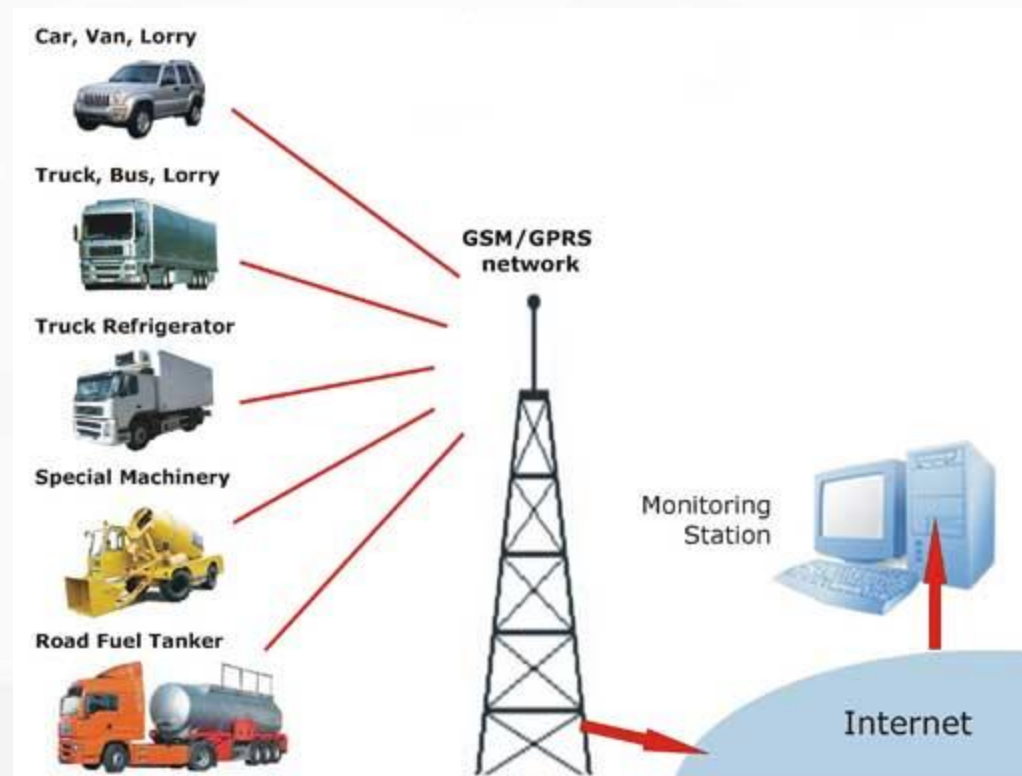 Car, Van, Lorry
Truck, Bus, Lorry
Truck Refrigerator
Special Machinery
Road Fuel Tanker
GSM/GPRS
network
Monitoring
Station
Internet